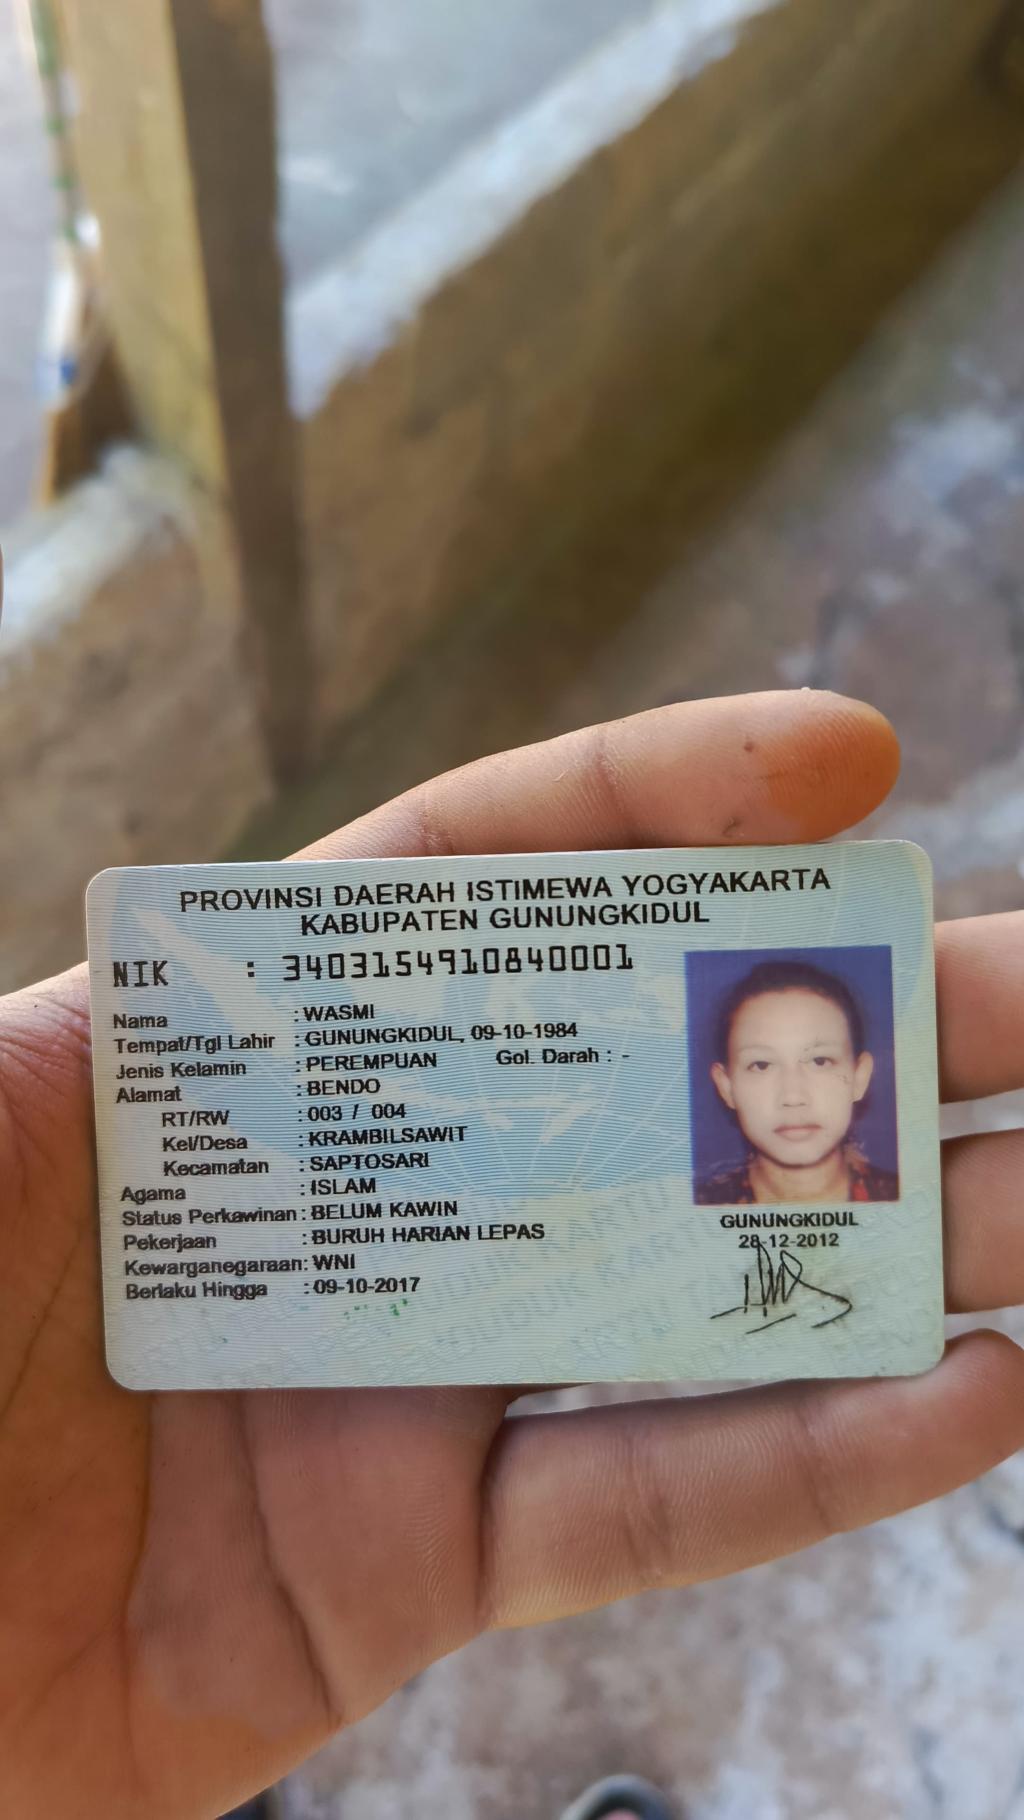 PROVINSI DAERAH ISTIMEWA YOGYAKARTA
KABUPATEN GUNUNGKIDUL
NIK : 3403154910840001
Nama : WASMI
Tempat/Tgl Lahir : GUNUNGKIDUL, 09-10-1984
Jenis Kelamin : PEREMPUAN Gol. Darah : -
Alamat : BENDO
RT/RW : 003 / 004
Kel/Desa : KRAMBILSAWIT
Kecamatan : SAPTOSARI
Agama : ISLAM
Status Perkawinan : BELUM KAWIN
Pekerjaan : BURUH HARIAN LEPAS
Kewarganegaraan : WNI
Berlaku Hingga : 09-10-2017
GUNUNGKIDUL
28-12-2012